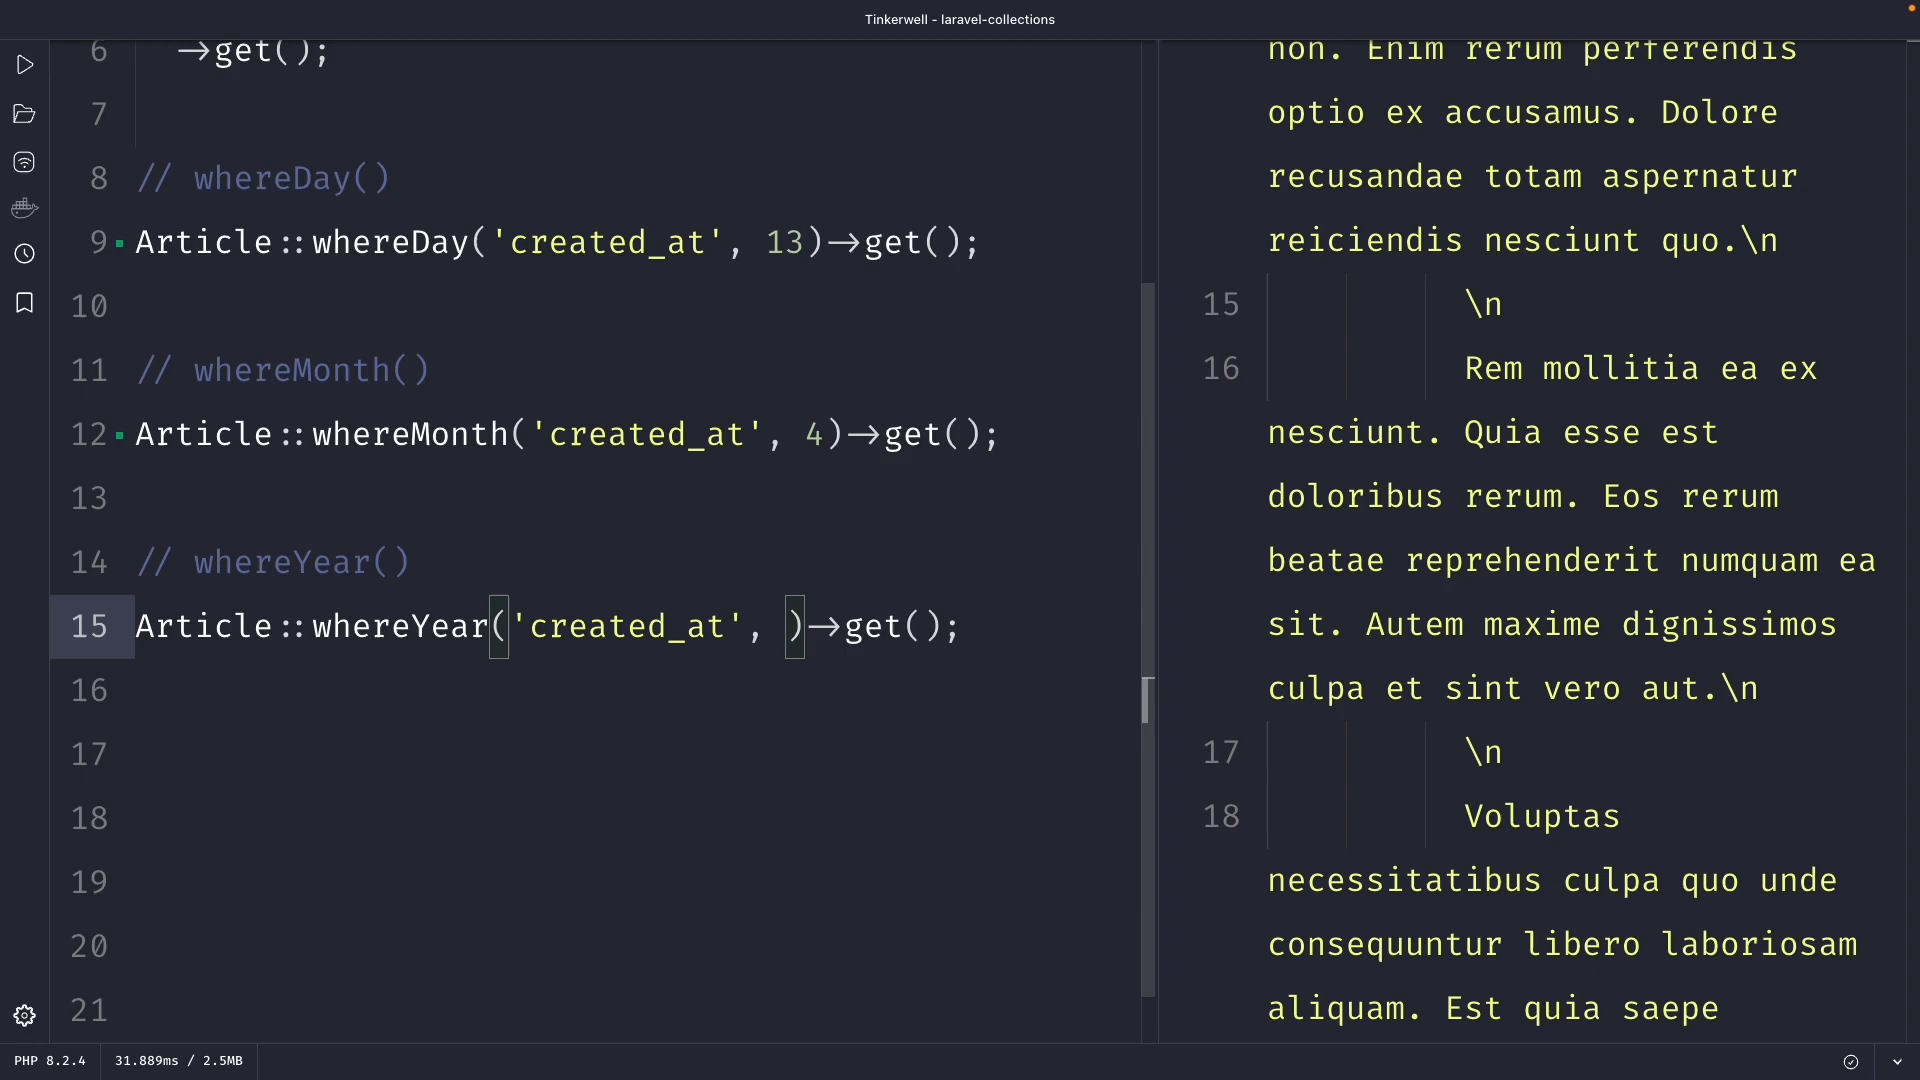 Tinkerwell - laravel-collections
6 ->get();
7
8 // whereDay()
9 Article::whereDay('created_at', 13)->get();
10
11 // whereMonth()
12 Article::whereMonth('created_at', 4)->get();
13
14 // whereYear()
15 Article::whereYear('created_at', )->get();
16
17
18
19
20
21
non. Enim rerum perferendis
optio ex accusamus. Dolore
recusandae totam aspernatur
reiciendis nesciunt quo.\n
15 \n
16 Rem mollitia ea ex
nesciunt. Quia esse est
doloribus rerum. Eos rerum
beatae reprehenderit numquam ea
sit. Autem maxime dignissimos
culpa et sint vero aut.\n
17 \n
18 Voluptas
necessitatibus culpa quo unde
consequuntur libero laboriosam
aliquam. Est quia saepe
PHP 8.2.4
31.889ms / 2.5MB